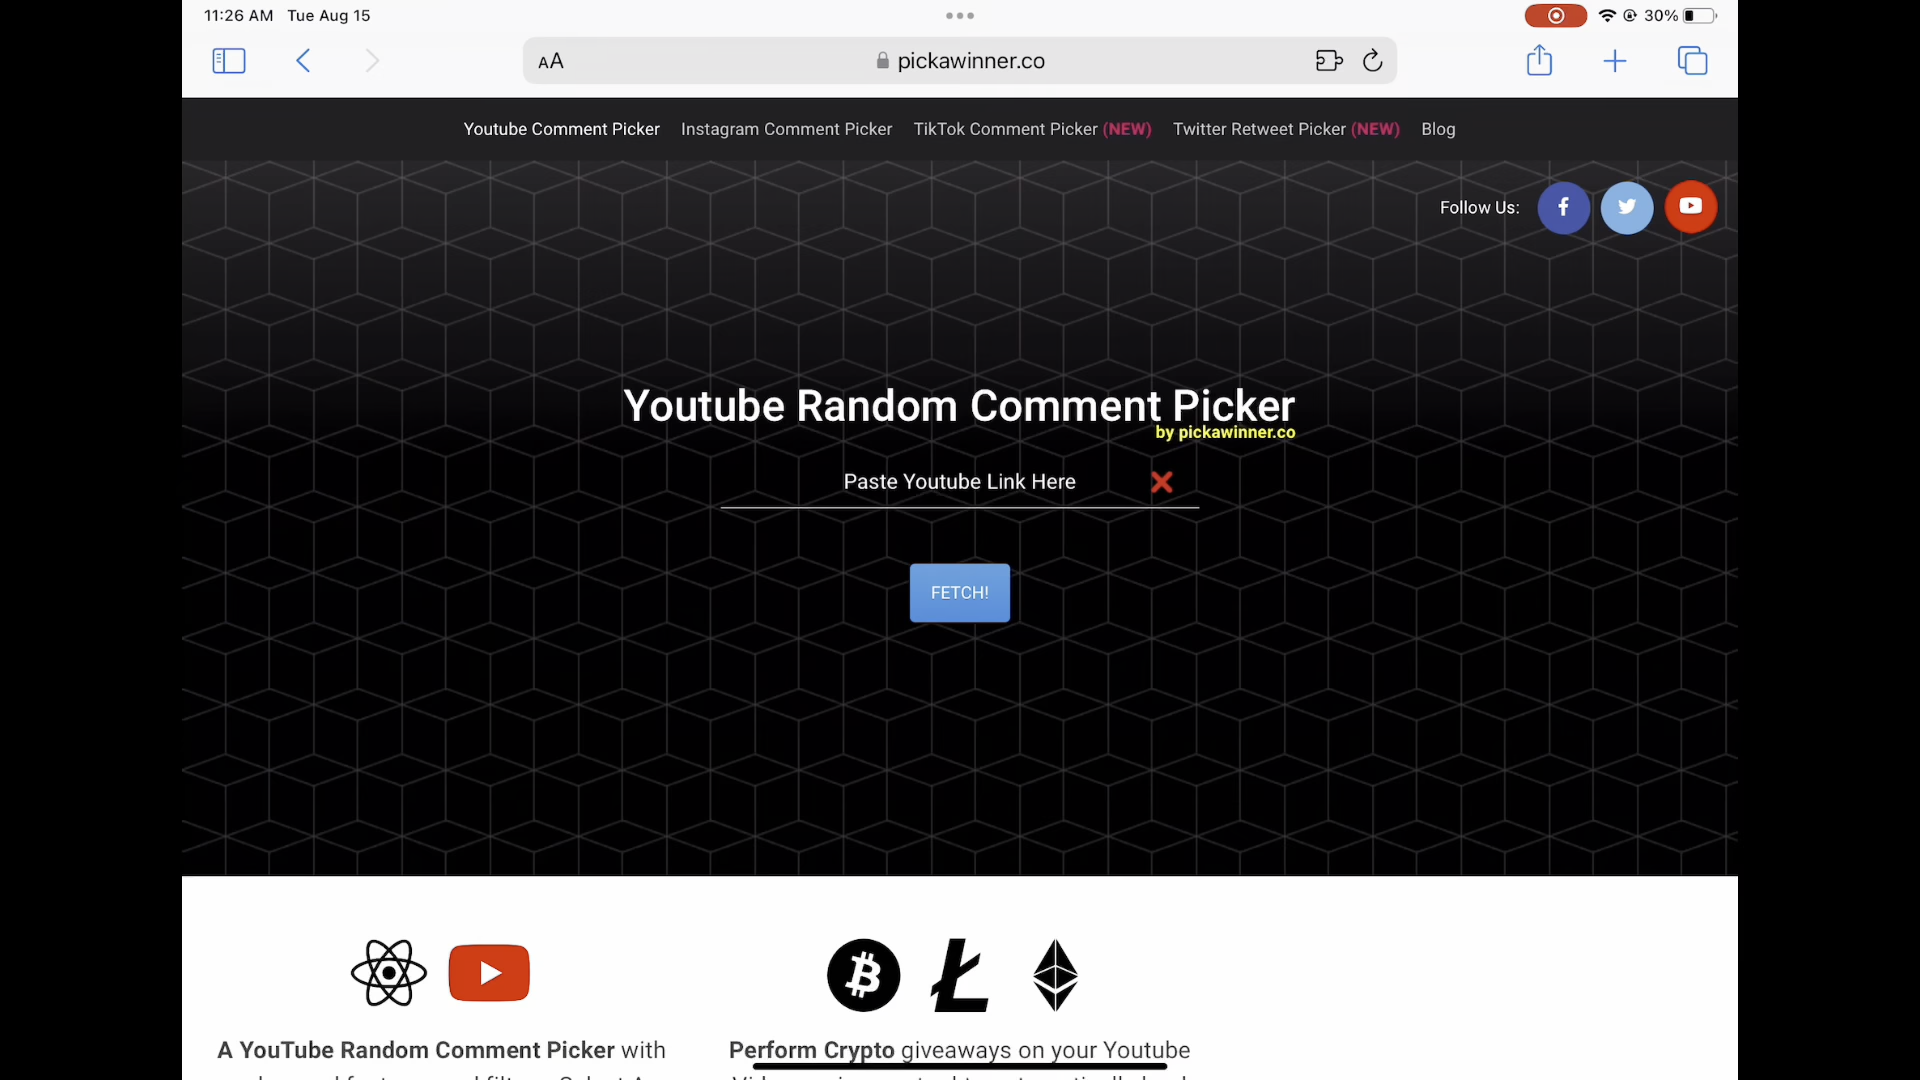 11:26 AM Tue Aug 15
30%
AA
pickawinner.co
Youtube Comment Picker Instagram Comment Picker TikTok Comment Picker (NEW) Twitter Retweet Picker (NEW) Blog
Follow Us:
Youtube Random Comment Picker
by pickawinner.co
Paste Youtube Link Here
FETCH!
A YouTube Random Comment Picker with
Perform Crypto giveaways on your Youtube